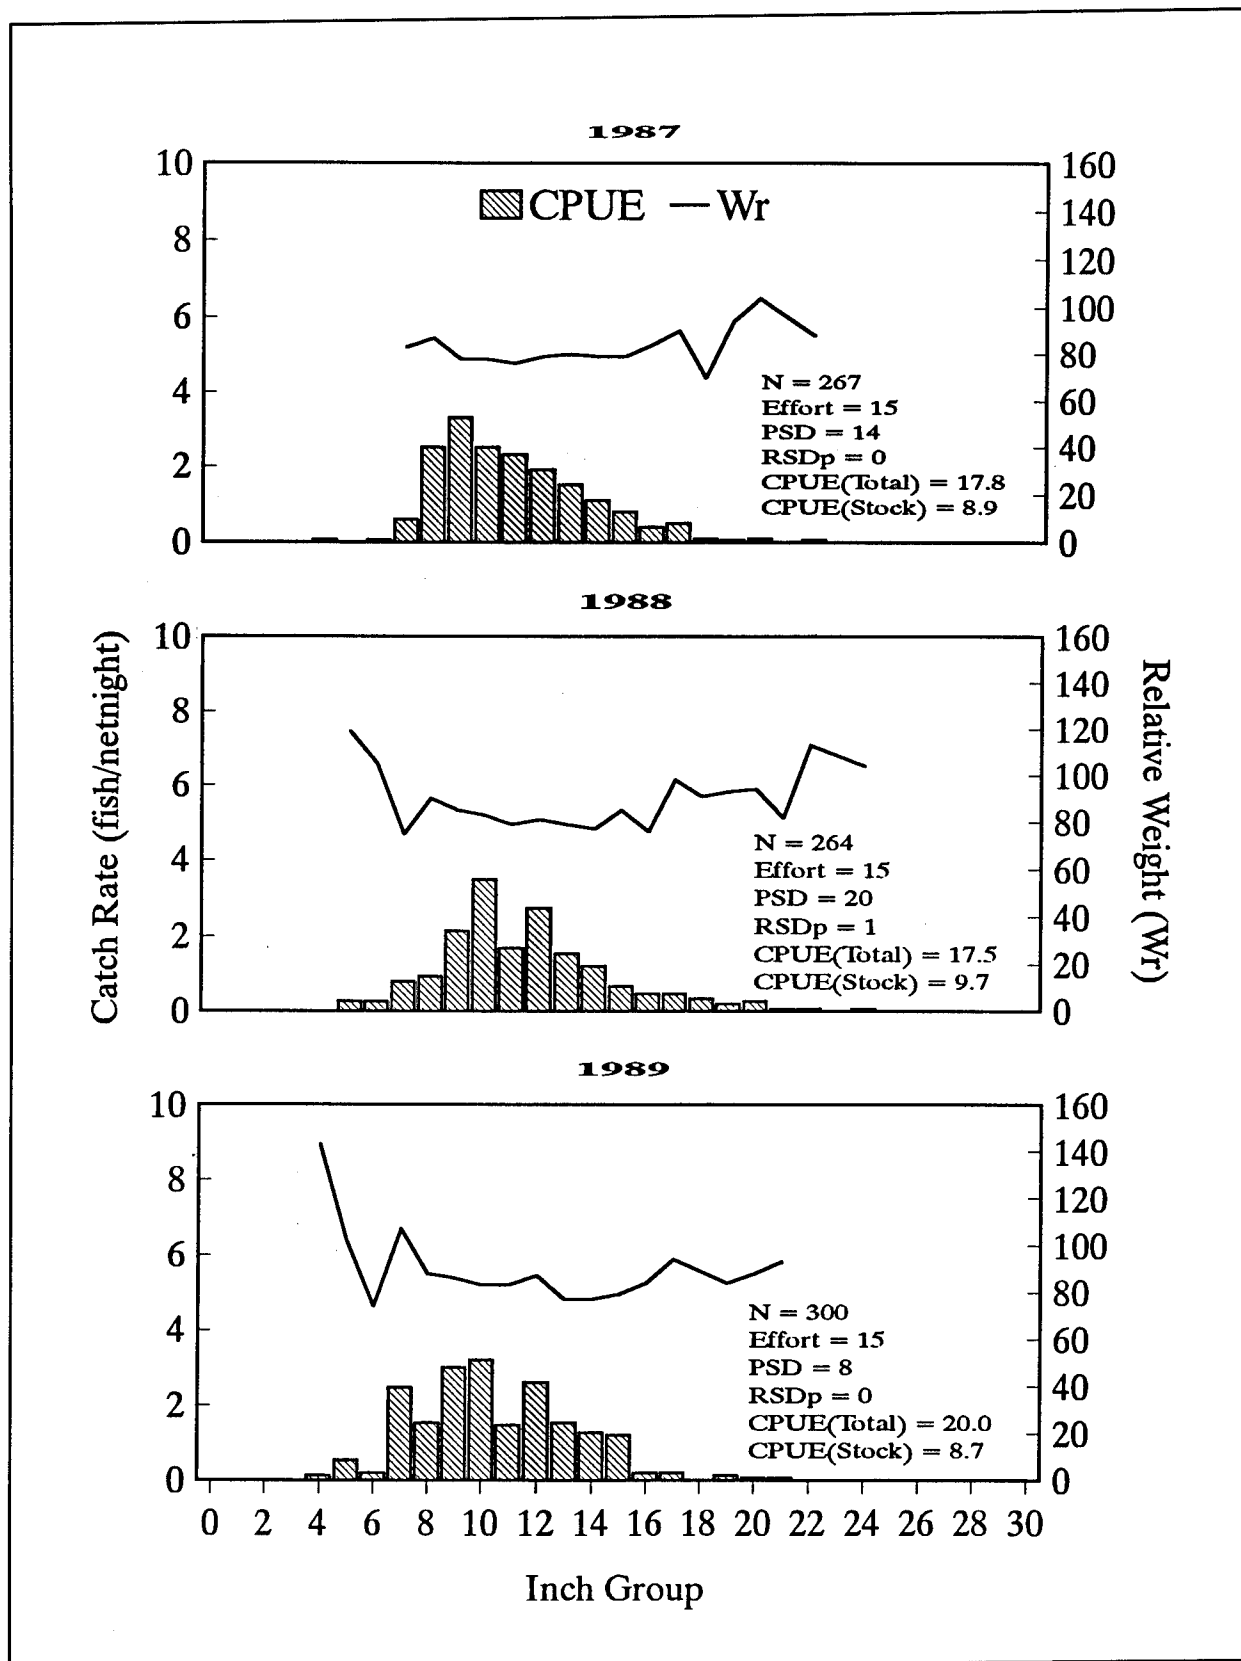 1987
10
8
6
4
2
0
CPUE Wr
160
140
120
100
80
60
40
20
0
N = 267
Effort = 15
PSD = 14
RSDp = 0
CPUE(Total) = 17.8
CPUE(Stock) = 8.9
Catch Rate (fish/netnight)
1988
10
8
6
4
2
0
160
140
120
100
80
60
40
20
0
N = 264
Effort = 15
PSD = 20
RSDp = 1
CPUE(Total) = 17.5
CPUE(Stock) = 9.7
Relative Weight (Wr)
1989
10
8
6
4
2
0
160
140
120
100
80
60
40
20
0
N = 300
Effort = 15
PSD = 8
RSDp = 0
CPUE(Total) = 20.0
CPUE(Stock) = 8.7
0 2 4 6 8 10 12 14 16 18 20 22 24 26 28 30
Inch Group